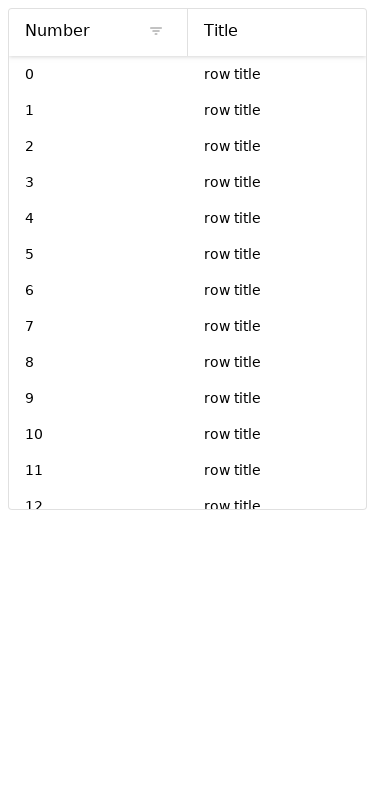 Number Title
0 row title
1 row title
2 row title
3 row title
4 row title
5 row title
6 row title
7 row title
8 row title
9 row title
10 row title
11 row title
12 row title